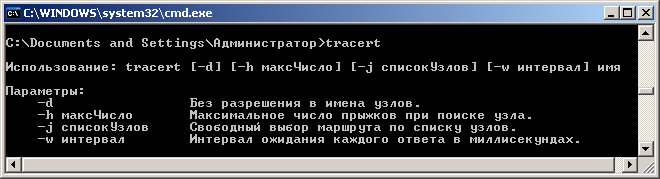 C:\WINDOWS\system32\cmd.exe
C:\Documents and Settings\Администратор>tracert
Использование: tracert [-d] [-h максЧисло] [-j списокУзлов] [-w интервал] имя
Параметры:
-d Без разрешения в имена узлов.
-h максЧисло Максимальное число прыжков при поиске узла.
-j списокУзлов Свободный выбор маршрута по списку узлов.
-w интервал Интервал ожидания каждого ответа в миллисекундах.